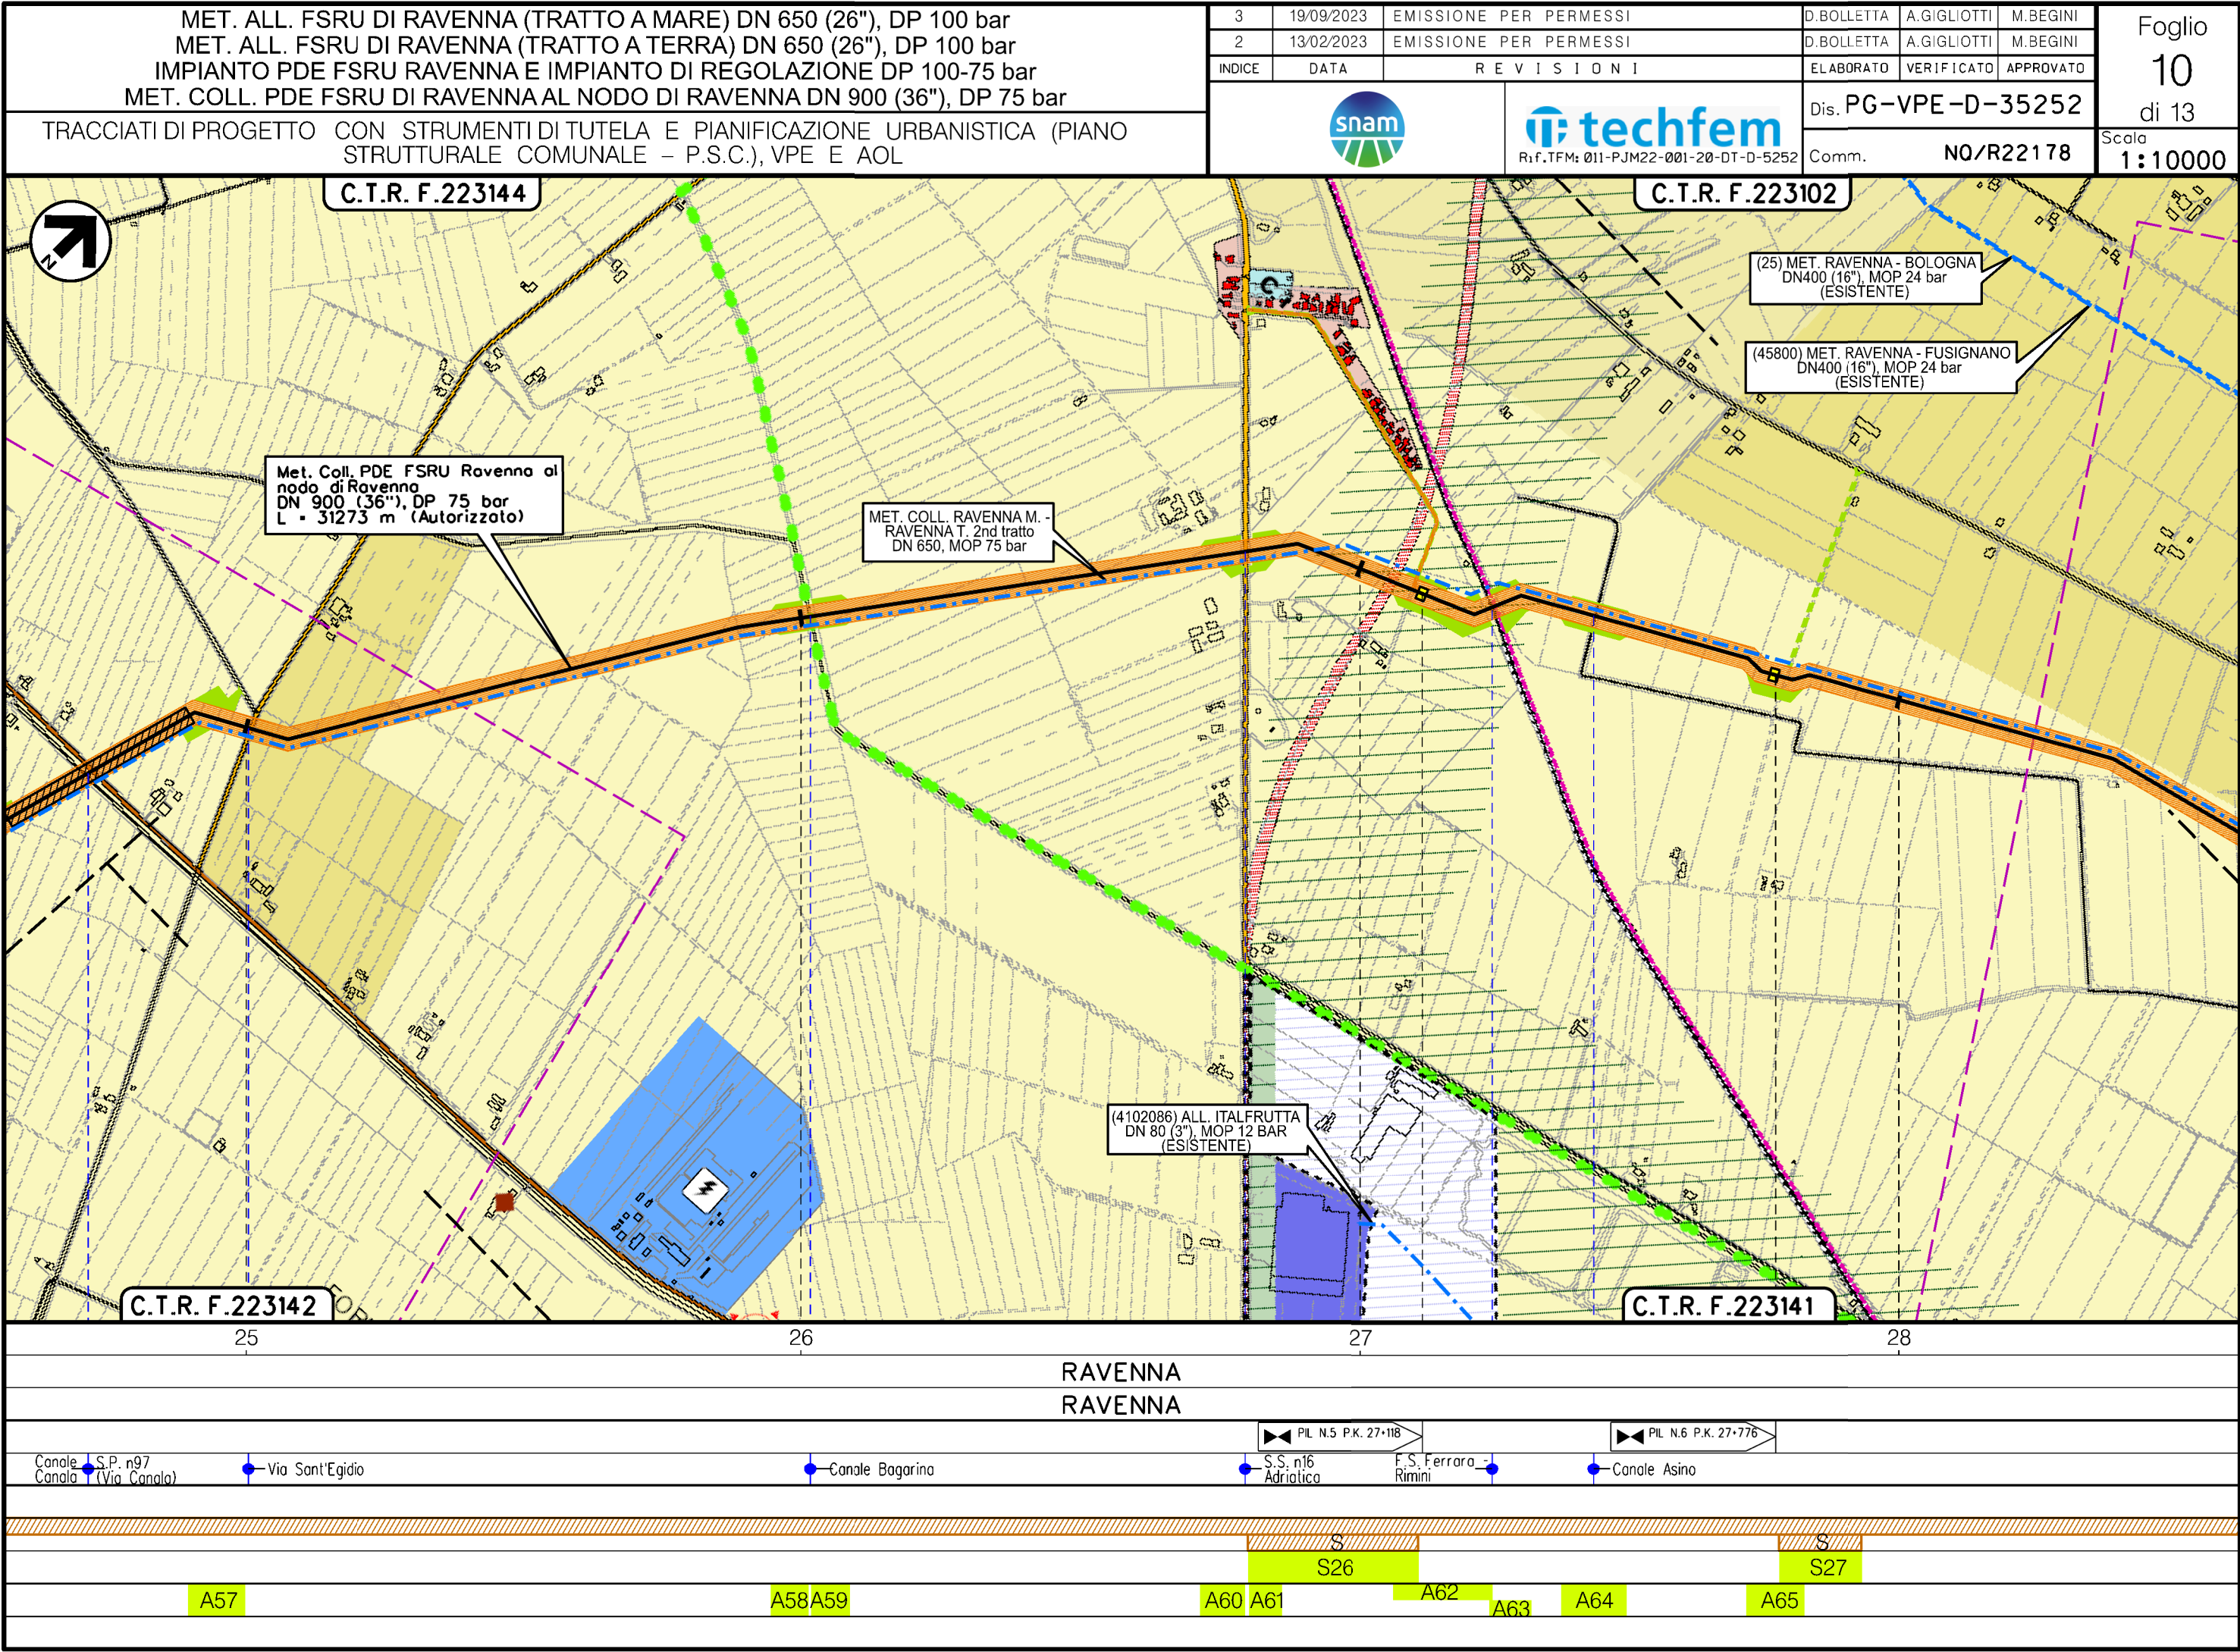 MET. ALL. FSRU DI RAVENNA (TRATTO A MARE) DN 650 (26"), DP 100 bar
MET. ALL. FSRU DI RAVENNA (TRATTO A TERRA) DN 650 (26"), DP 100 bar
IMPIANTO PDE FSRU RAVENNA E IMPIANTO DI REGOLAZIONE DP 100-75 bar
MET. COLL. PDE FSRU DI RAVENNA AL NODO DI RAVENNA DN 900 (36"), DP 75 bar
TRACCIATI DI PROGETTO CON STRUMENTI DI TUTELA E PIANIFICAZIONE URBANISTICA (PIANO
STRUTTURALE COMUNALE – P.S.C.), VPE E AOL
3 19/09/2023 EMISSIONE PER PERMESSI D.BOLLETTA A.GIGLIOTTI M.BEGINI
2 13/02/2023 EMISSIONE PER PERMESSI D.BOLLETTA A.GIGLIOTTI M.BEGINI
INDICE DATA REVISIONI ELABORATO VERIFICATO APPROVATO
snam
techfem
Rif.TFM: 011-PJM22-001-20-DT-D-5252
Dis. PG-VPE-D-35252
Comm. NQ/R22178
Foglio
10
di 13
Scala
1:10000
C.T.R. F.223144
C.T.R. F.223102
N
C
(25) MET. RAVENNA - BOLOGNA
DN400 (16"), MOP 24 bar
(ESISTENTE)
(45800) MET. RAVENNA - FUSIGNANO
DN400 (16"), MOP 24 bar
(ESISTENTE)
Met. Coll. PDE FSRU Ravenna al
nodo di Ravenna
DN 900 (36"), DP 75 bar
L = 31273 m (Autorizzato)
MET. COLL. RAVENNA M. -
RAVENNA T. 2nd tratto
DN 650, MOP 75 bar
(4102086) ALL. ITALFRUTTA
DN 80 (3"), MOP 12 BAR
(ESISTENTE)
C.T.R. F.223142
C.T.R. F.223141
25 26 27 28
RAVENNA
RAVENNA
PIL N.5 P.K. 27+118
PIL N.6 P.K. 27+776
Canale
Canala
S.P. n97
(Via Canala)
Via Sant'Egidio
Canale Bagarina
S.S. n16
Adriatica
F.S. Ferrara -
Rimini
Canale Asino
S S
S26 S27
A57 A58 A59 A60 A61 A62 A63 A64 A65